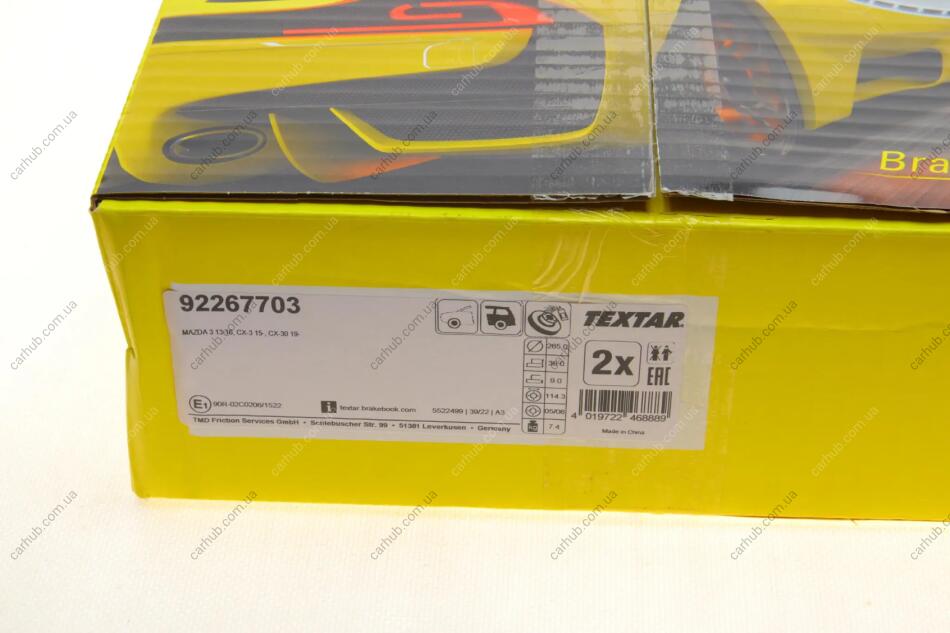 Bra
92267703
MAZDA 3 13-18, CX-3 15-, CX-30 19-
TEXTAR
265.0
2x
9.0
EAC
114.3
05/06
7.4
E1 90R-02C0206/1522
i textar.brakebook.com
5522499 | 39/22 | A3
4 019722 468889
TMD Friction Services GmbH • Schlebuscher Str. 99 • 51381 Leverkusen • Germany
Made in China
carhub.com.ua